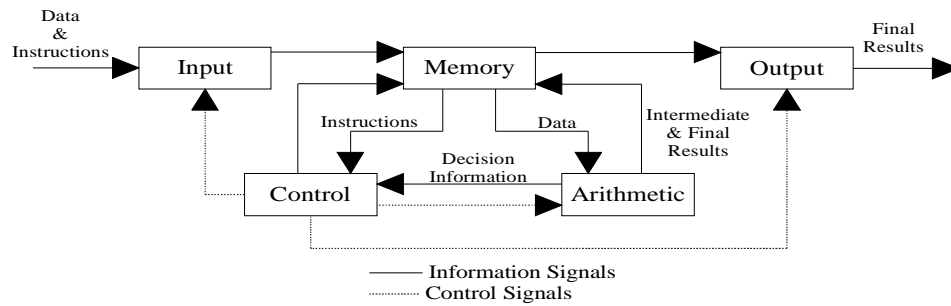 Data
&
Instructions
Final
Results
Input
Memory
Output
Instructions
Data
Intermediate
& Final
Results
Decision
Information
Control
Arithmetic
Information Signals
Control Signals